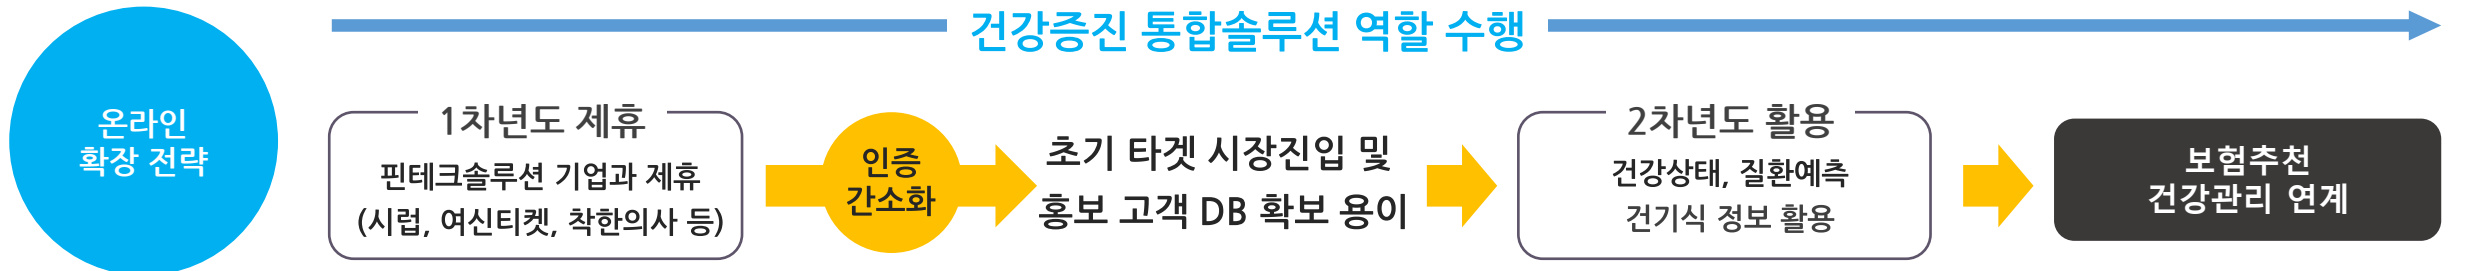 건강증진 통합솔루션 역할 수행
온라인
확장 전략
1차년도 제휴
핀테크솔루션 기업과 제휴
(시럽, 여신티켓, 착한의사 등)
인증
간소화
초기 타겟 시장진입 및
홍보 고객 DB 확보 용이
2차년도 활용
건강상태, 질환예측
건기식 정보 활용
보험추천
건강관리 연계